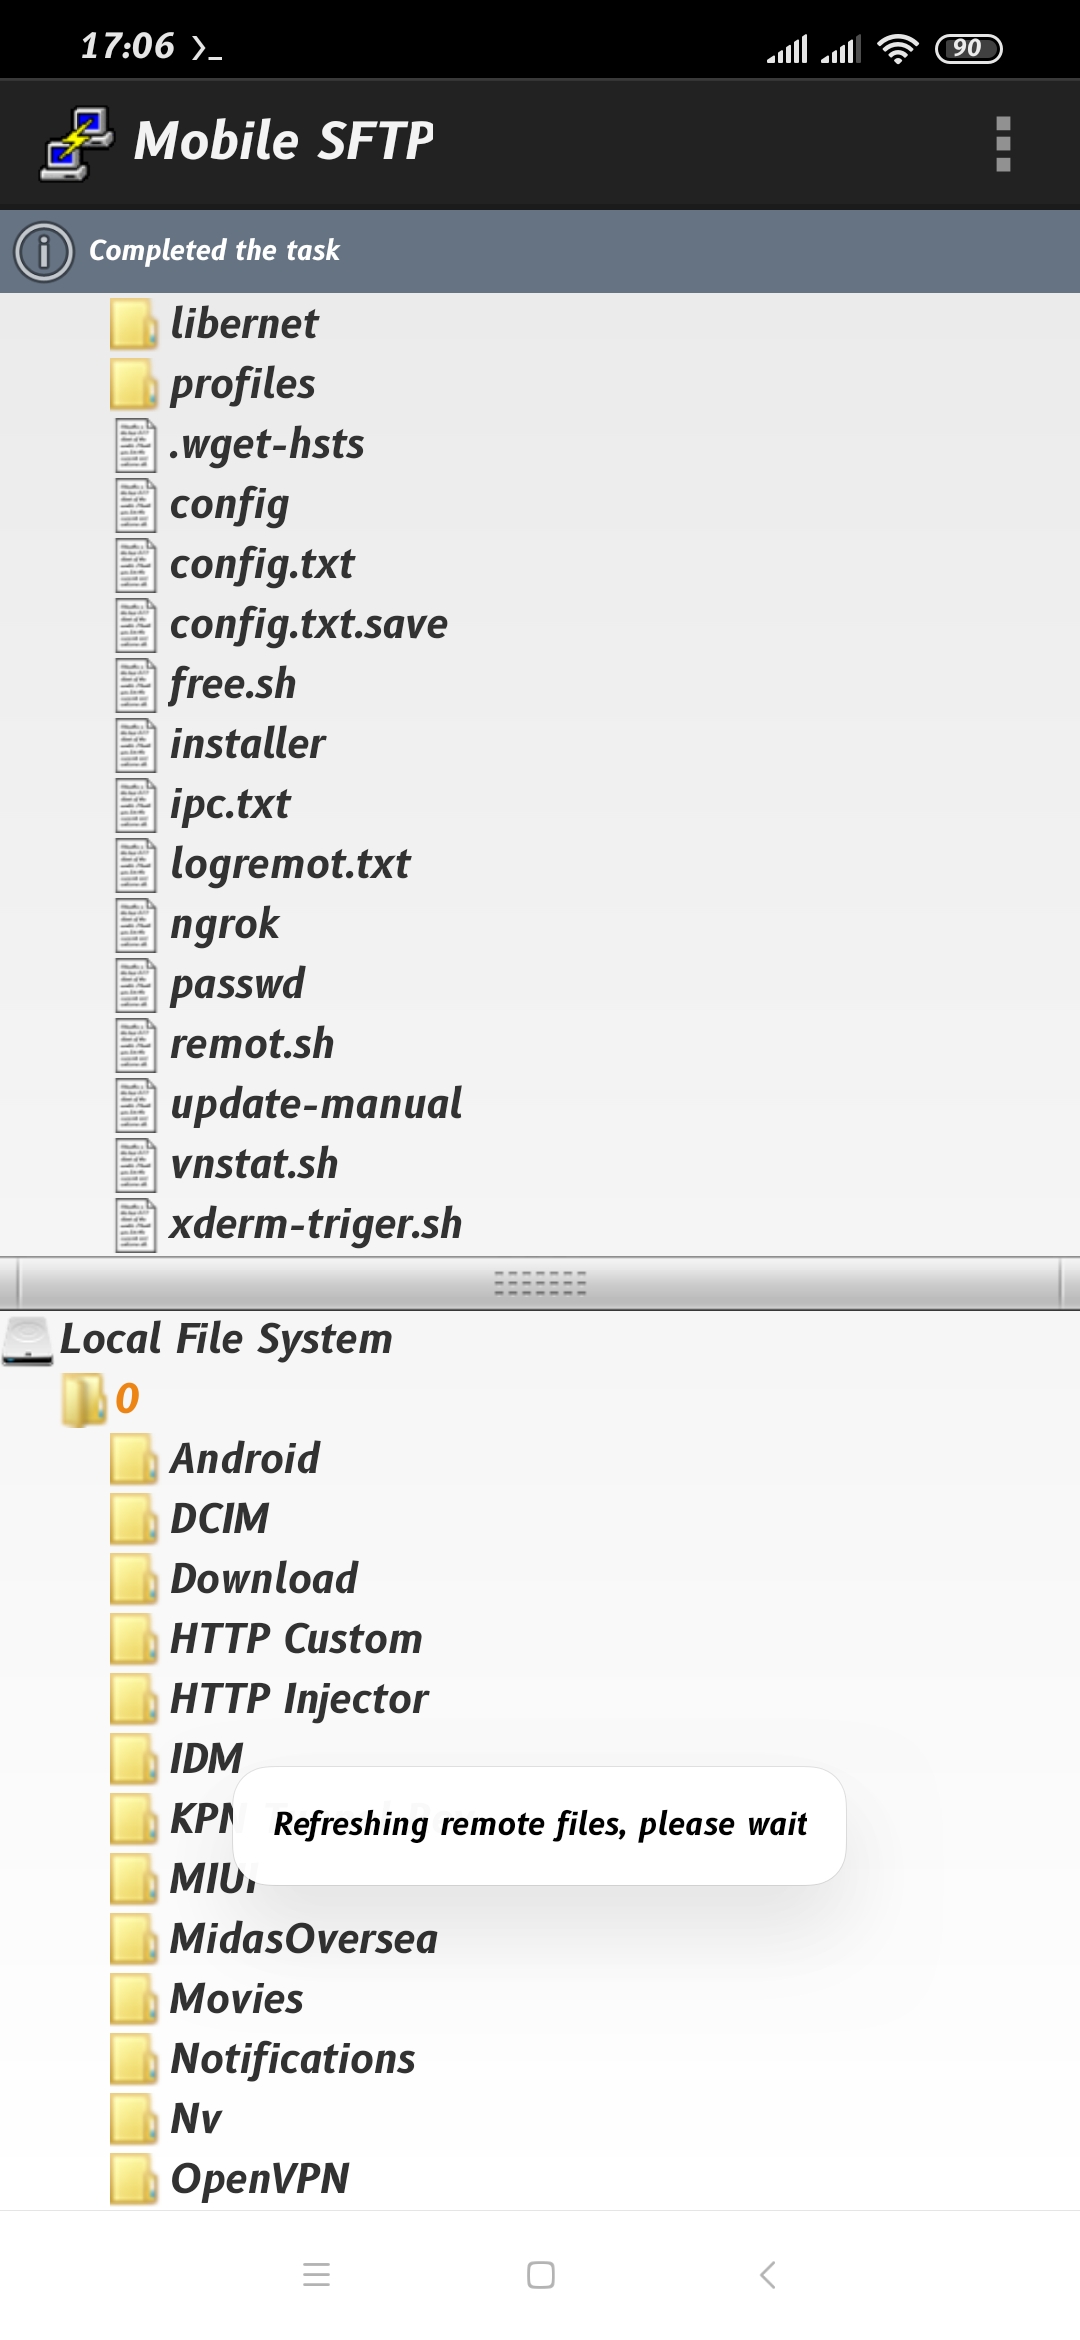 17:06 ›_
90
Mobile SFTP
Completed the task
libernet
profiles
.wget-hsts
config
config.txt
config.txt.save
free.sh
installer
ipc.txt
logremot.txt
ngrok
passwd
remot.sh
update-manual
vnstat.sh
xderm-triger.sh
Local File System
0
Android
DCIM
Download
HTTP Custom
HTTP Injector
IDM
KPN
Refreshing remote files, please wait
MIUI
MidasOversea
Movies
Notifications
Nv
OpenVPN